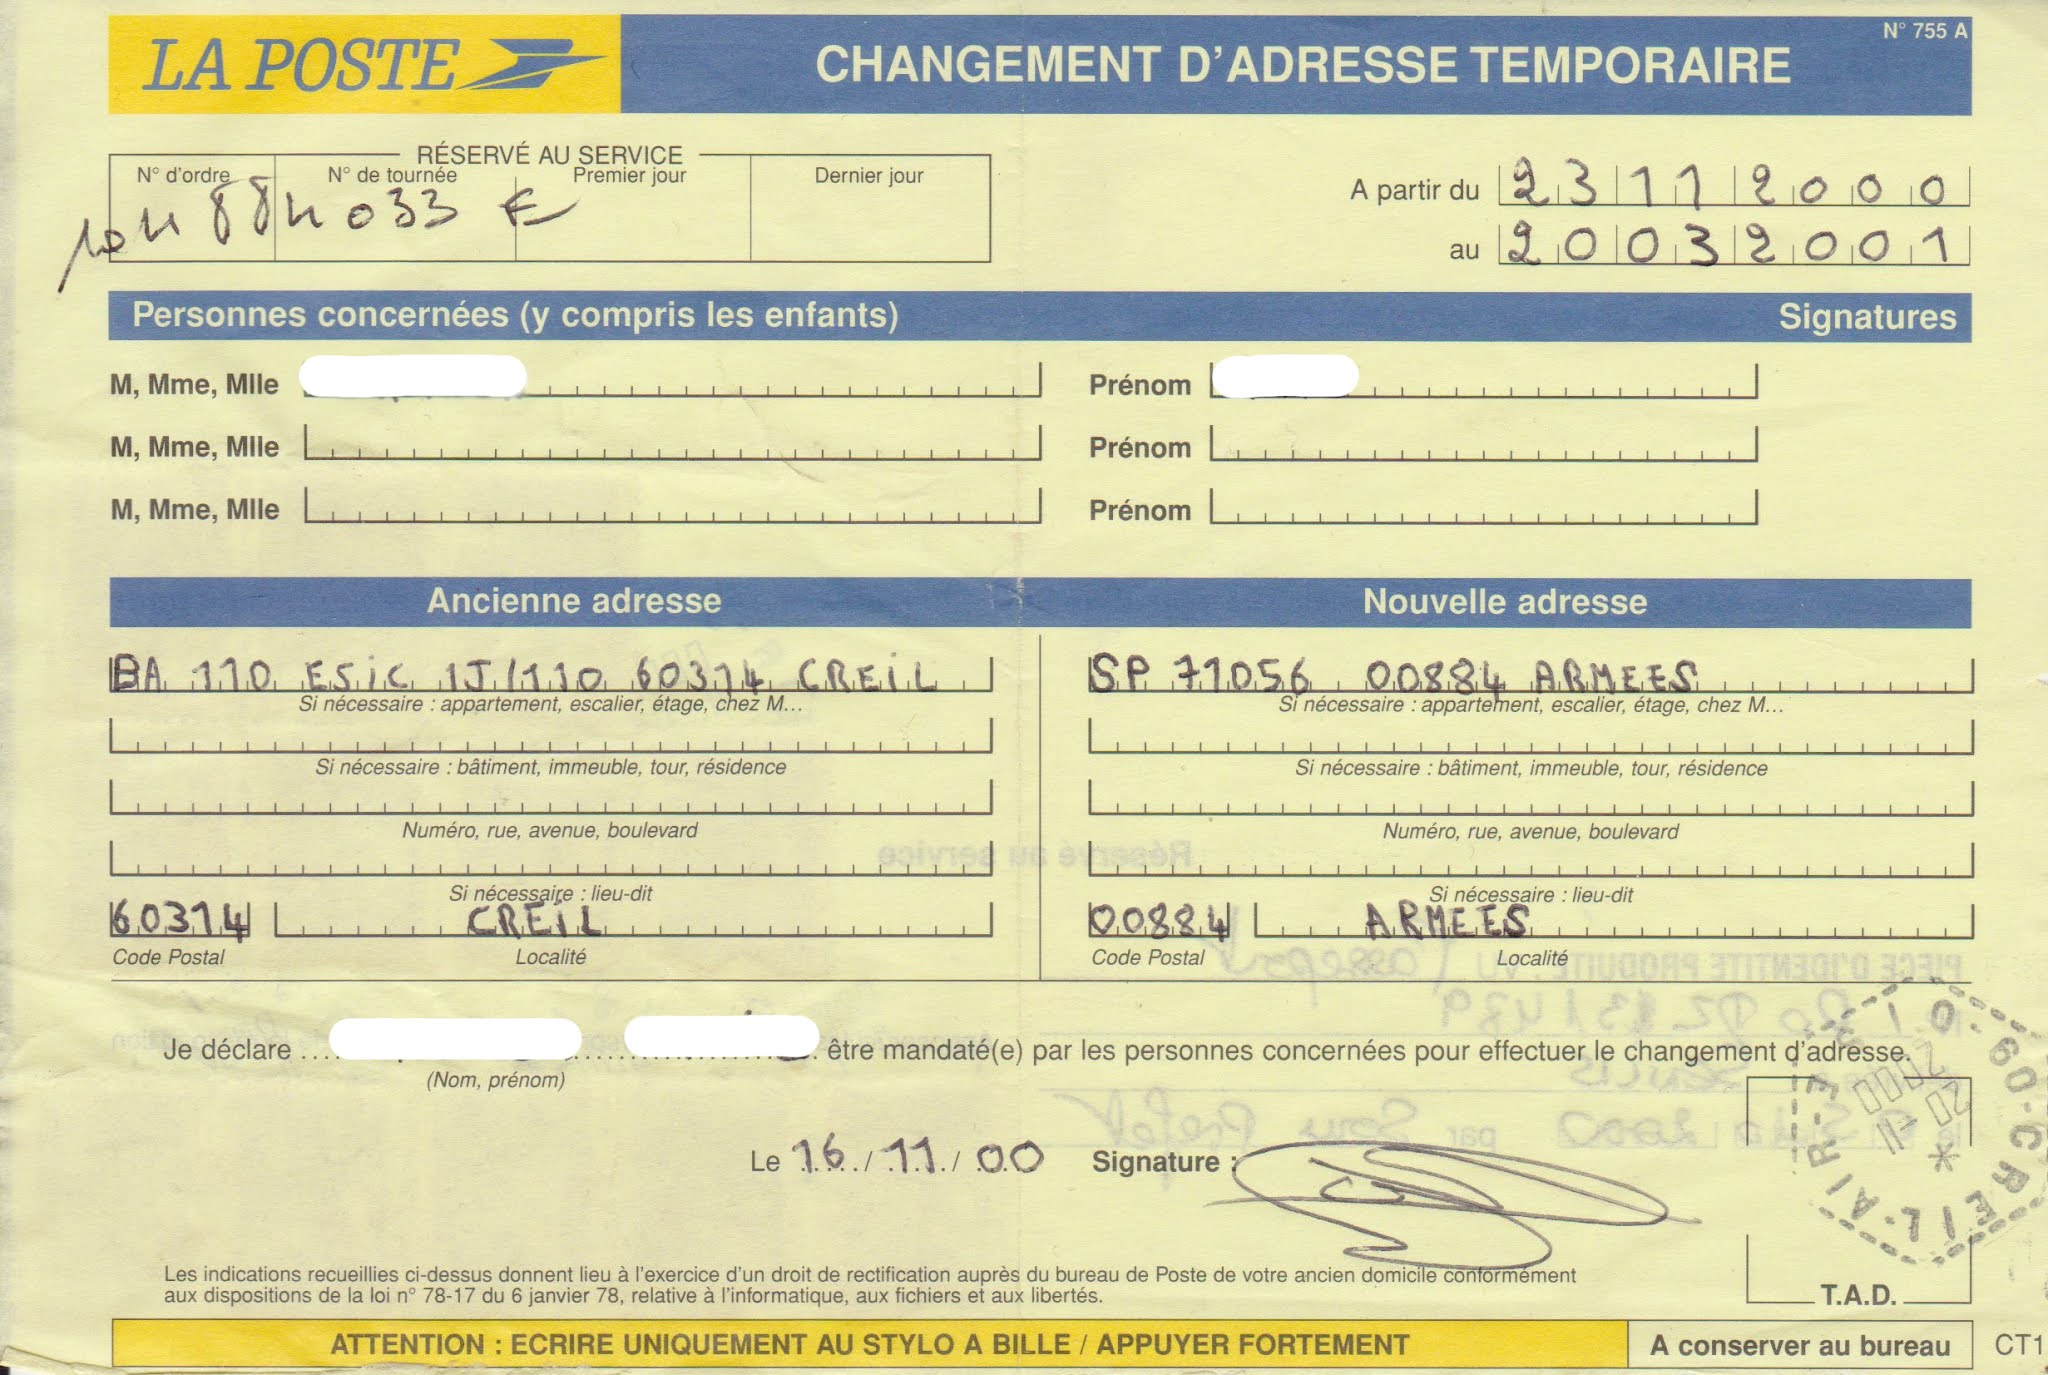 LA POSTE
CHANGEMENT D'ADRESSE TEMPORAIRE
N° 755 A
RÉSERVÉ AU SERVICE
N° d'ordre N° de tournée Premier jour Dernier jour
A partir du 23 11 2000
au 20 03 2001
Personnes concernées (y compris les enfants) Signatures
M, Mme, Mlle Prénom
M, Mme, Mlle Prénom
M, Mme, Mlle Prénom
Ancienne adresse
BA 110 ESIC 1J/110 60314 CREIL
Si nécessaire : appartement, escalier, étage, chez M...
Si nécessaire : bâtiment, immeuble, tour, résidence
Numéro, rue, avenue, boulevard
Si nécessaire : lieu-dit
60314 CREIL
Code Postal Localité
Nouvelle adresse
SP 71056 00884 ARMEES
Si nécessaire : appartement, escalier, étage, chez M...
Si nécessaire : bâtiment, immeuble, tour, résidence
Numéro, rue, avenue, boulevard
Si nécessaire : lieu-dit
00884 ARMEES
Code Postal Localité
Je déclare .... être mandaté(e) par les personnes concernées pour effectuer le changement d'adresse.
(Nom, prénom)
Le 16 / 11 / 00 Signature :
60 CREIL-AIR
T.A.D.
Les indications recueillies ci-dessus donnent lieu à l'exercice d'un droit de rectification auprès du bureau de Poste de votre ancien domicile conformément
aux dispositions de la loi n° 78-17 du 6 janvier 78, relative à l'informatique, aux fichiers et aux libertés.
ATTENTION : ECRIRE UNIQUEMENT AU STYLO A BILLE / APPUYER FORTEMENT
A conserver au bureau
CT1